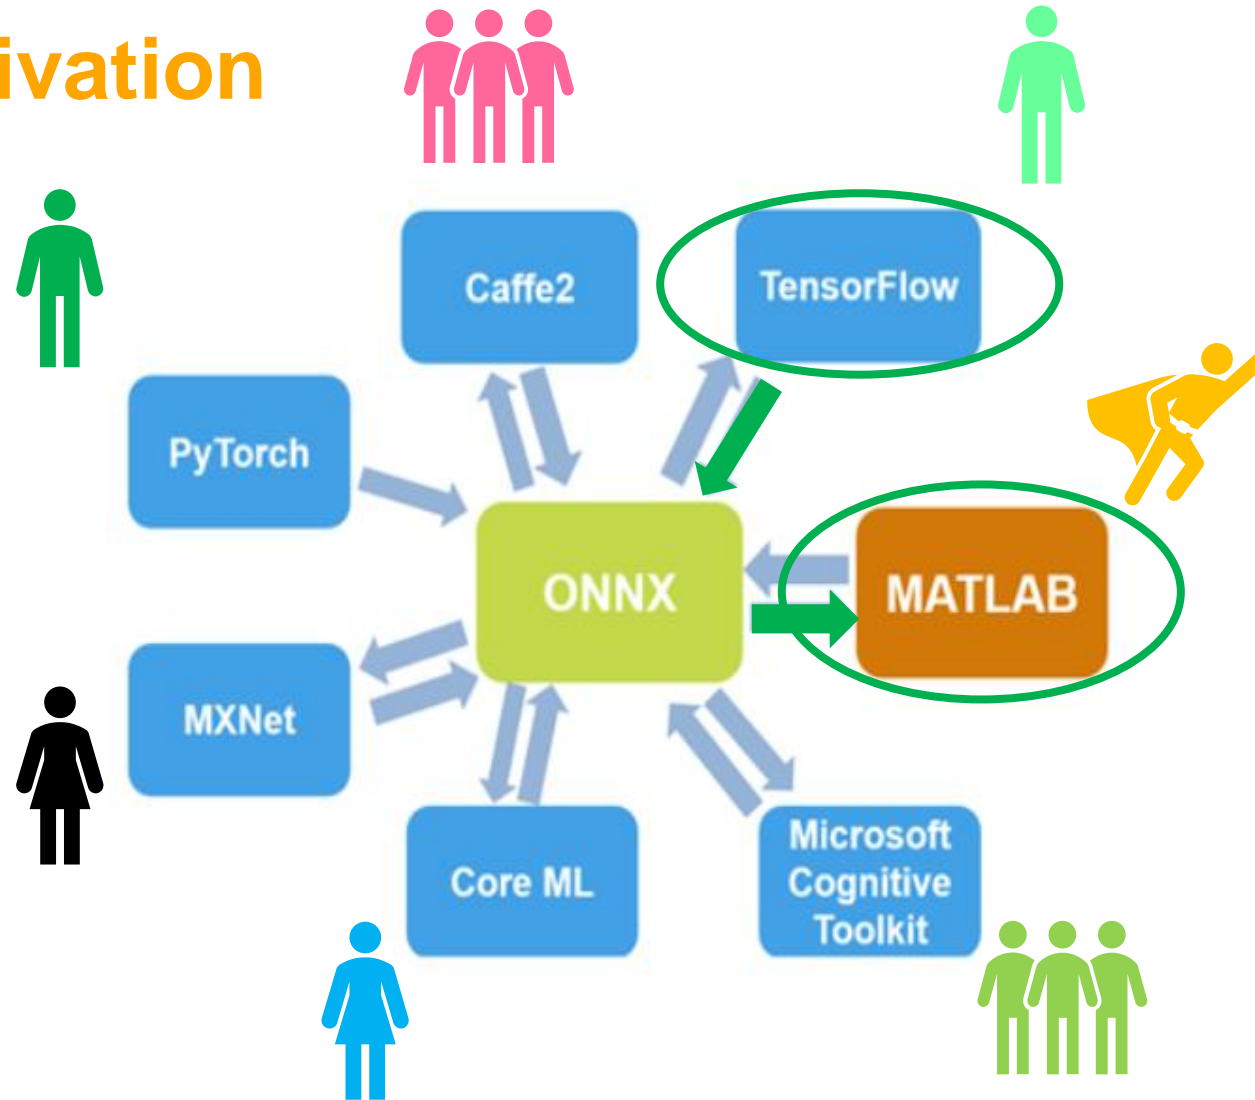 ivation
Caffe2
TensorFlow
PyTorch
ONNX
MATLAB
MXNet
Core ML
Microsoft
Cognitive
Toolkit